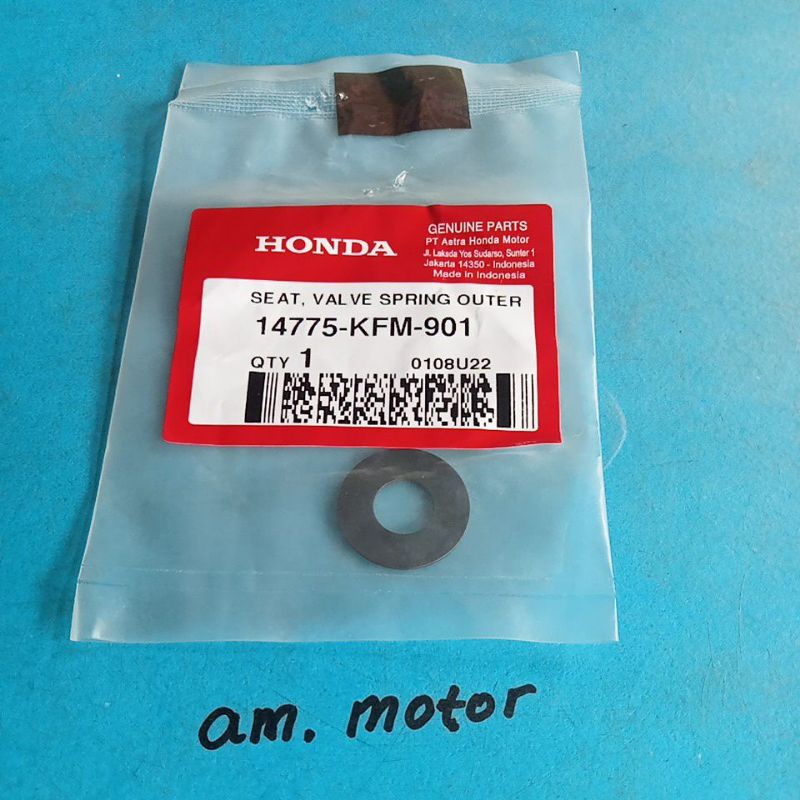 HONDA
GENUINE PARTS
PT Astra Honda Motor
Jl. Laksda Yos Sudarso, Sunter 1
Jakarta 14350 - Indonesia
Made in Indonesia
SEAT, VALVE SPRING OUTER
14775-KFM-901
QTY 1 0108U22
am. motor